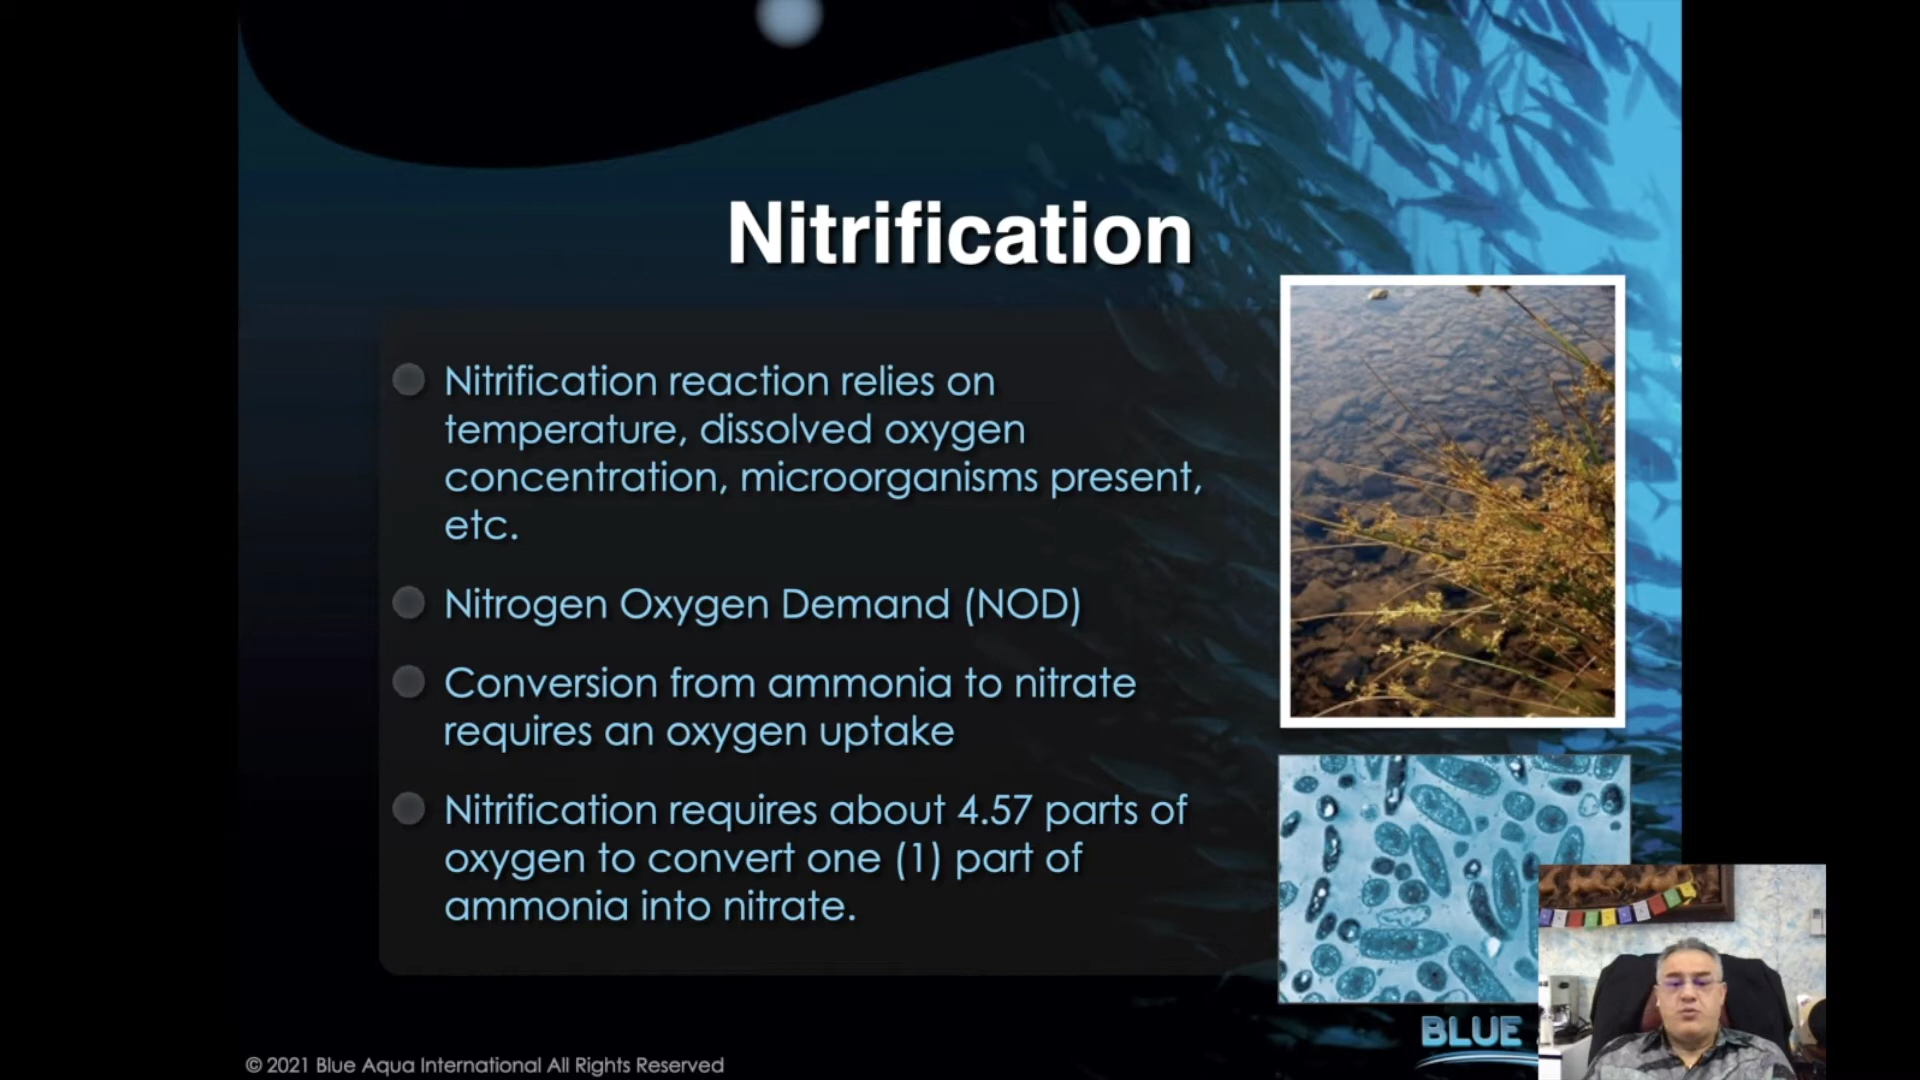 Nitrification
Nitrification reaction relies on
temperature, dissolved oxygen
concentration, microorganisms present,
etc.
Nitrogen Oxygen Demand (NOD)
Conversion from ammonia to nitrate
requires an oxygen uptake
Nitrification requires about 4.57 parts of
oxygen to convert one (1) part of
ammonia into nitrate.
BLUE
© 2021 Blue Aqua International All Rights Reserved